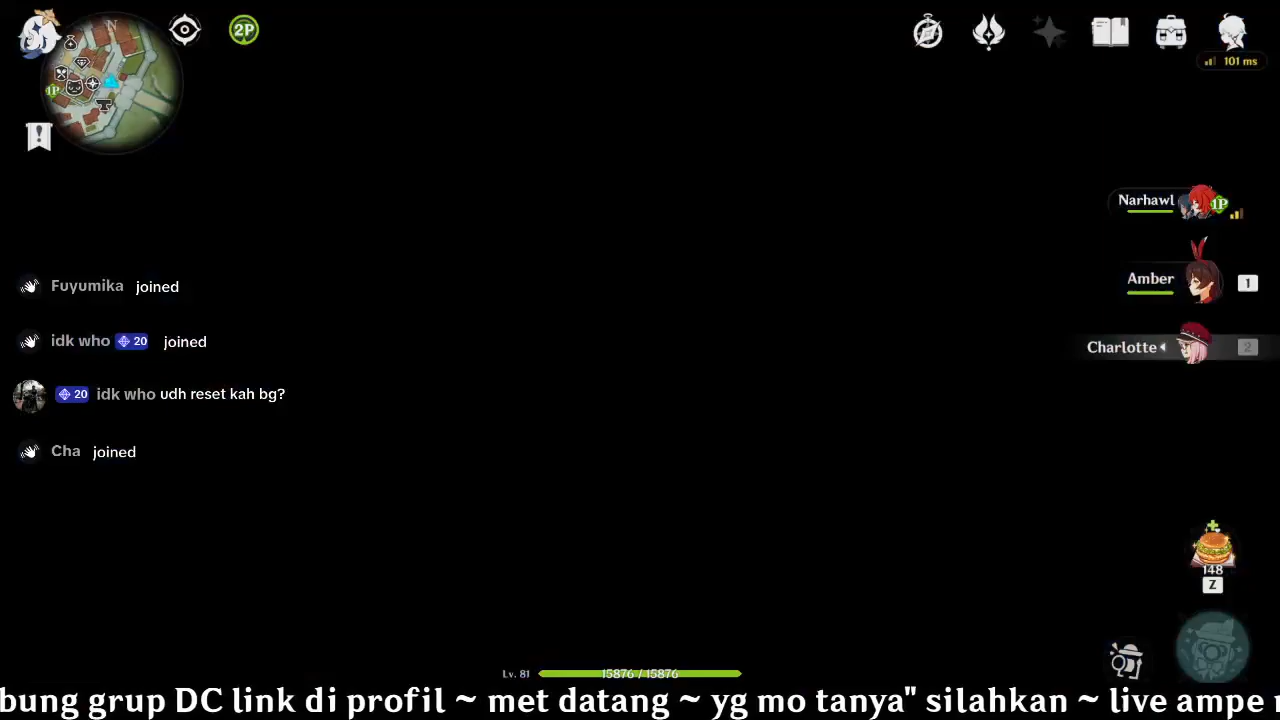 N
2P
1P
101 ms
Narhawl
1P
Amber
1
Charlotte
2
Fuyumika joined
idk who 20 joined
20 idk who udh reset kah bg?
Cha joined
148
Z
Lv. 81
15876 / 15876
bung grup DC link di profil ~ met datang ~ yg mo tanya" silahkan ~ live ampe